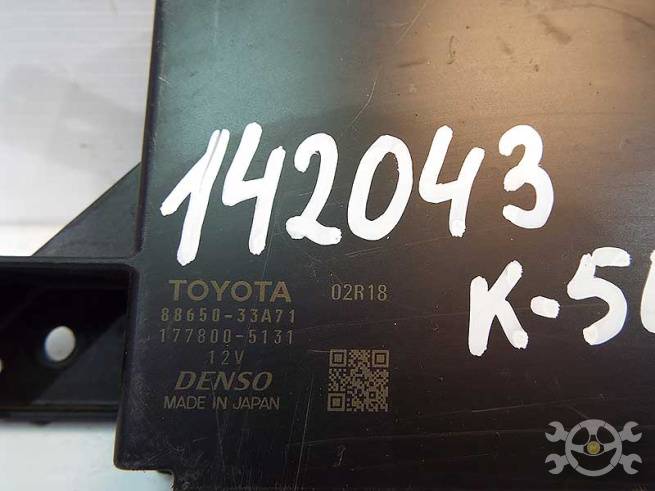 142043
K-5
TOYOTA 02R18
88650-33A71
177800-5131
12V
DENSO
MADE IN JAPAN